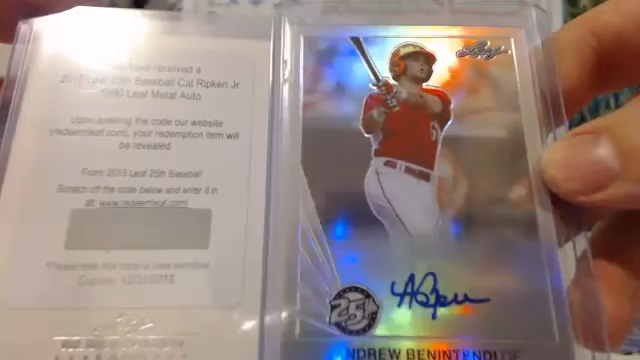 have received a
2015 Leaf 25th Baseball Cal Ripken Jr.
1990 Leaf Metal Auto
Upon entering the code our website
(redeemleaf.com), your redemption item will
be revealed
From: 2015 Leaf 25th Baseball
Scratch off the code below and enter it in
at: www.redeemleaf.com!
*Please note this code is case sensitive
Expires: 12/31/2018
Leaf
25th
NDREW BENINTENDI